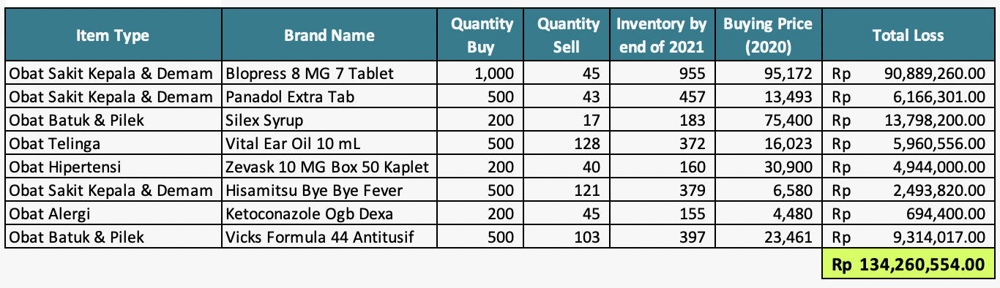 Item Type Brand Name Quantity Buy Quantity Sell Inventory by end of 2021 Buying Price (2020) Total Loss
Obat Sakit Kepala & Demam Blopress 8 MG 7 Tablet 1,000 45 955 95,172 Rp 90,889,260.00
Obat Sakit Kepala & Demam Panadol Extra Tab 500 43 457 13,493 Rp 6,166,301.00
Obat Batuk & Pilek Silex Syrup 200 17 183 75,400 Rp 13,798,200.00
Obat Telinga Vital Ear Oil 10 mL 500 128 372 16,023 Rp 5,960,556.00
Obat Hipertensi Zevask 10 MG Box 50 Kaplet 200 40 160 30,900 Rp 4,944,000.00
Obat Sakit Kepala & Demam Hisamitsu Bye Bye Fever 500 121 379 6,580 Rp 2,493,820.00
Obat Alergi Ketoconazole Ogb Dexa 200 45 155 4,480 Rp 694,400.00
Obat Batuk & Pilek Vicks Formula 44 Antitusif 500 103 397 23,461 Rp 9,314,017.00
Rp 134,260,554.00